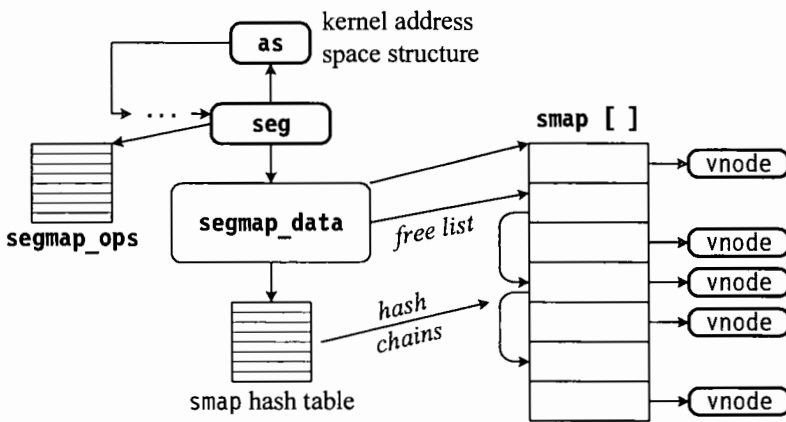 kernel address
space structure
as
...
seg
smap [ ]
vnode
segmap_ops
segmap_data
free list
vnode
vnode
hash
chains
vnode
smap hash table
vnode